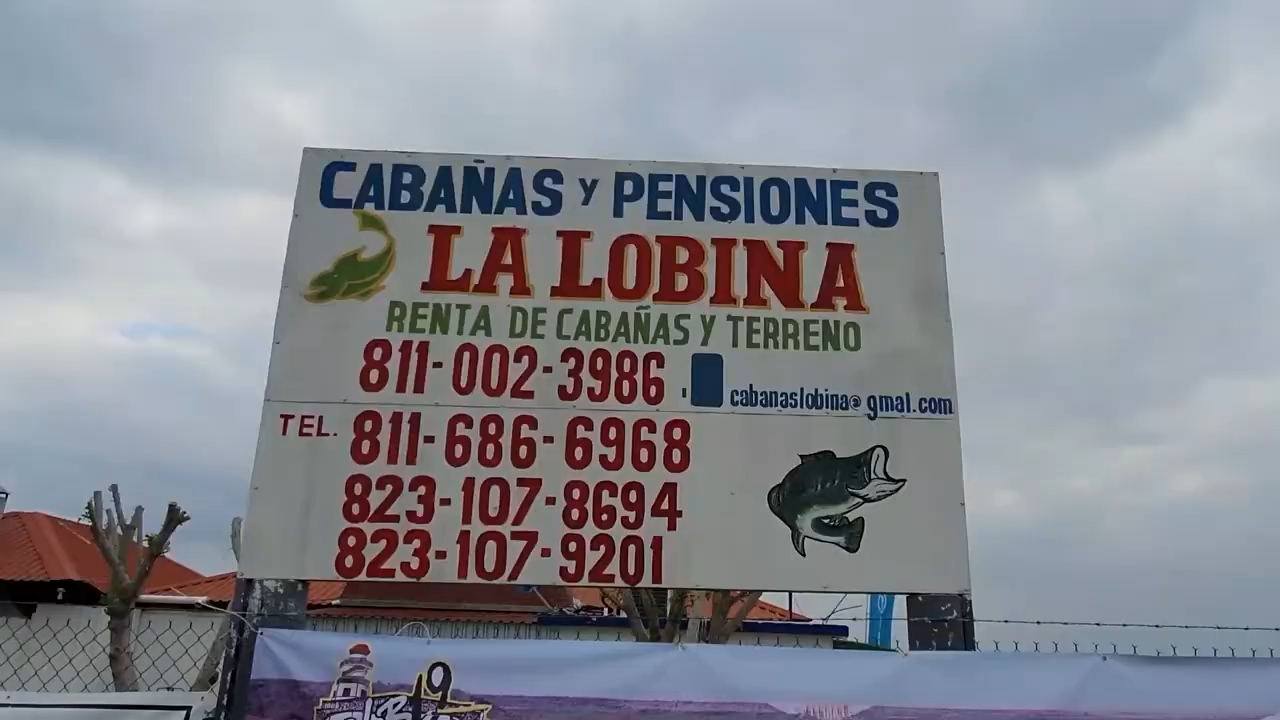 CABAÑAS y PENSIONES
LA LOBINA
RENTA DE CABAÑAS Y TERRENO
811-002-3986
cabanaslobina@gmal.com
TEL. 811-686-6968
823-107-8694
823-107-9201